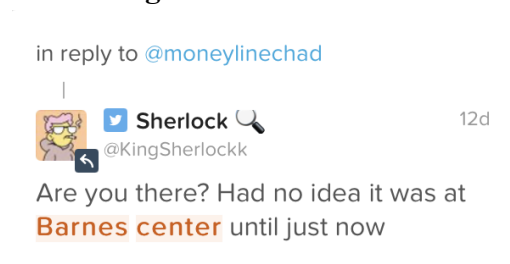 in reply to @moneylinechad
Sherlock 🔍
12d
@KingSherlockk
Are you there? Had no idea it was at
Barnes center until just now